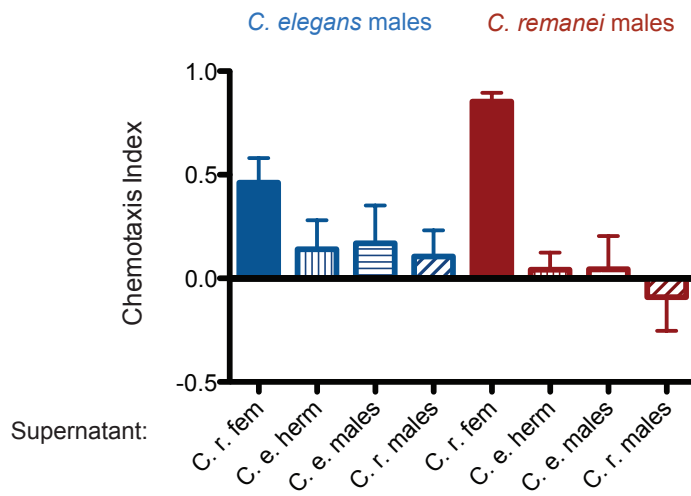 C. elegans males
C. remanei males
Chemotaxis Index
1.0
0.5
0.0
-0.5
Supernatant:
C. r. fem
C. e. herm
C. e. males
C. r. males
C. r. fem
C. e. herm
C. e. males
C. r. males